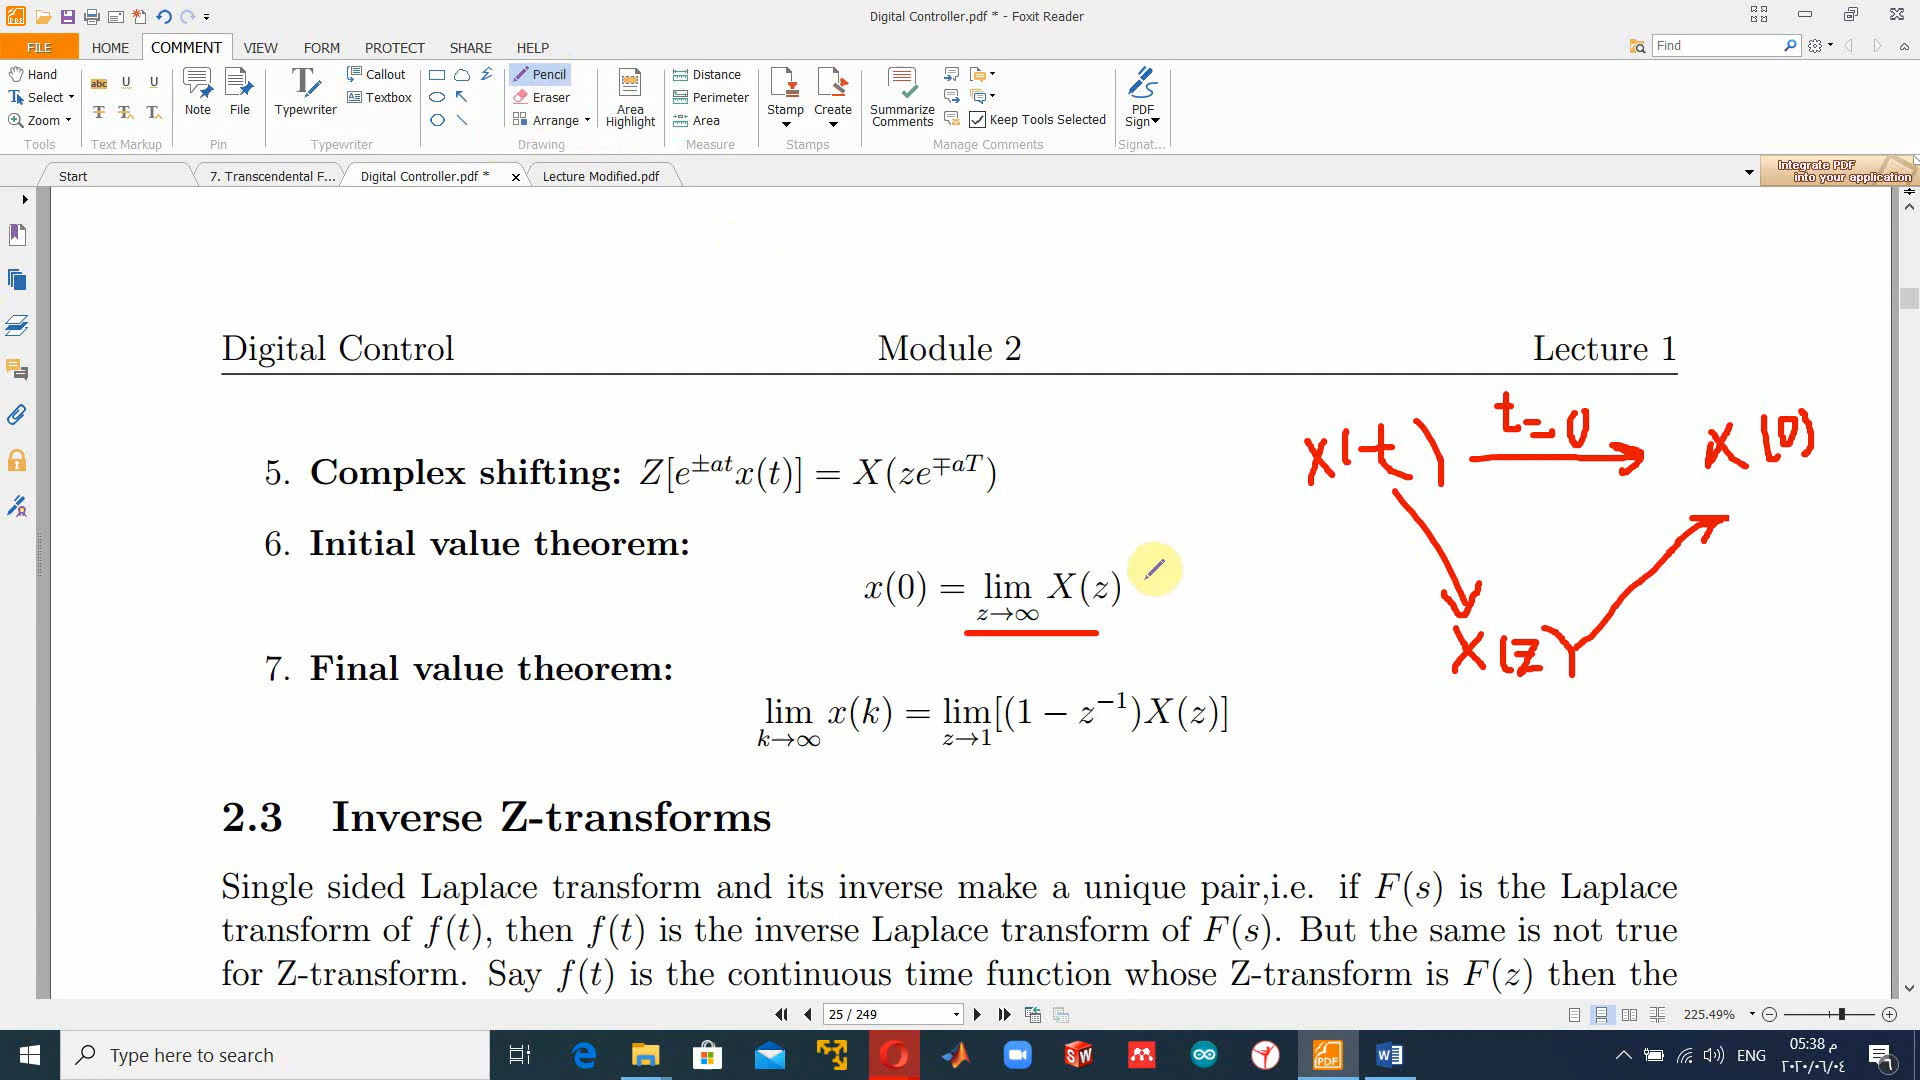 Digital Controller.pdf * - Foxit Reader
FILE HOME COMMENT VIEW FORM PROTECT SHARE HELP Find
Hand Select Zoom Tools
abc U U T T T Text Markup
Note File Pin
Typewriter Callout Textbox Typewriter
Pencil Eraser Arrange Drawing
Area Highlight
Distance Perimeter Area Measure
Stamp Create Stamps
Summarize Comments Keep Tools Selected Manage Comments
PDF Sign Signat...
Start 7. Transcendental F... Digital Controller.pdf * Lecture Modified.pdf
Integrate PDF
into your application
Digital Control Module 2 Lecture 1
x(t) t=0 x(0)
5. Complex shifting: Z[e^{±at}x(t)] = X(ze^{∓aT})
6. Initial value theorem:
x(0) = lim_{z→∞} X(z)
X(z)
7. Final value theorem:
lim_{k→∞} x(k) = lim_{z→1}[(1 − z^{−1})X(z)]
2.3 Inverse Z-transforms
Single sided Laplace transform and its inverse make a unique pair,i.e. if F(s) is the Laplace
transform of f(t), then f(t) is the inverse Laplace transform of F(s). But the same is not true
for Z-transform. Say f(t) is the continuous time function whose Z-transform is F(z) then the
25 / 249 225.49%
Type here to search
ENG 05:38 م
٢٠٢٠/٠٦/٠٤